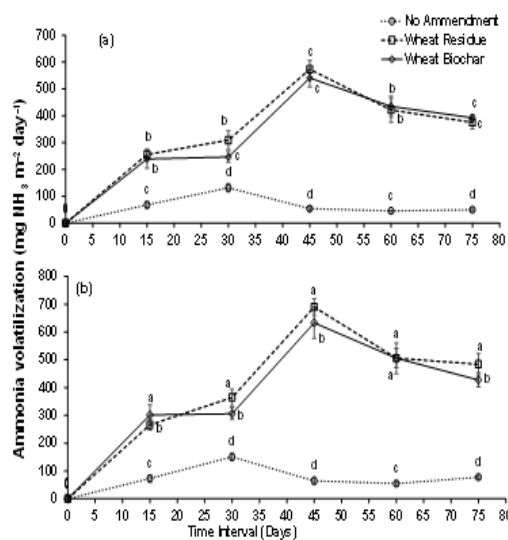 (a)
No Ammendment
Wheat Residue
Wheat Biochar
700
600
500
400
300
200
100
0
c
c
b
b
c
c
b
b
b
c
c
d
d
c
c
0 5 10 15 20 25 30 35 40 45 50 55 60 65 70 75 80
Ammonia volatilization (mg NH3 m−2 day−1)
(b)
800
700
600
500
400
300
200
100
0
a
b
a
a
a
b
a
b
a
b
c
d
d
c
d
0 5 10 15 20 25 30 35 40 45 50 55 60 65 70 75 80
Time Interval (Days)